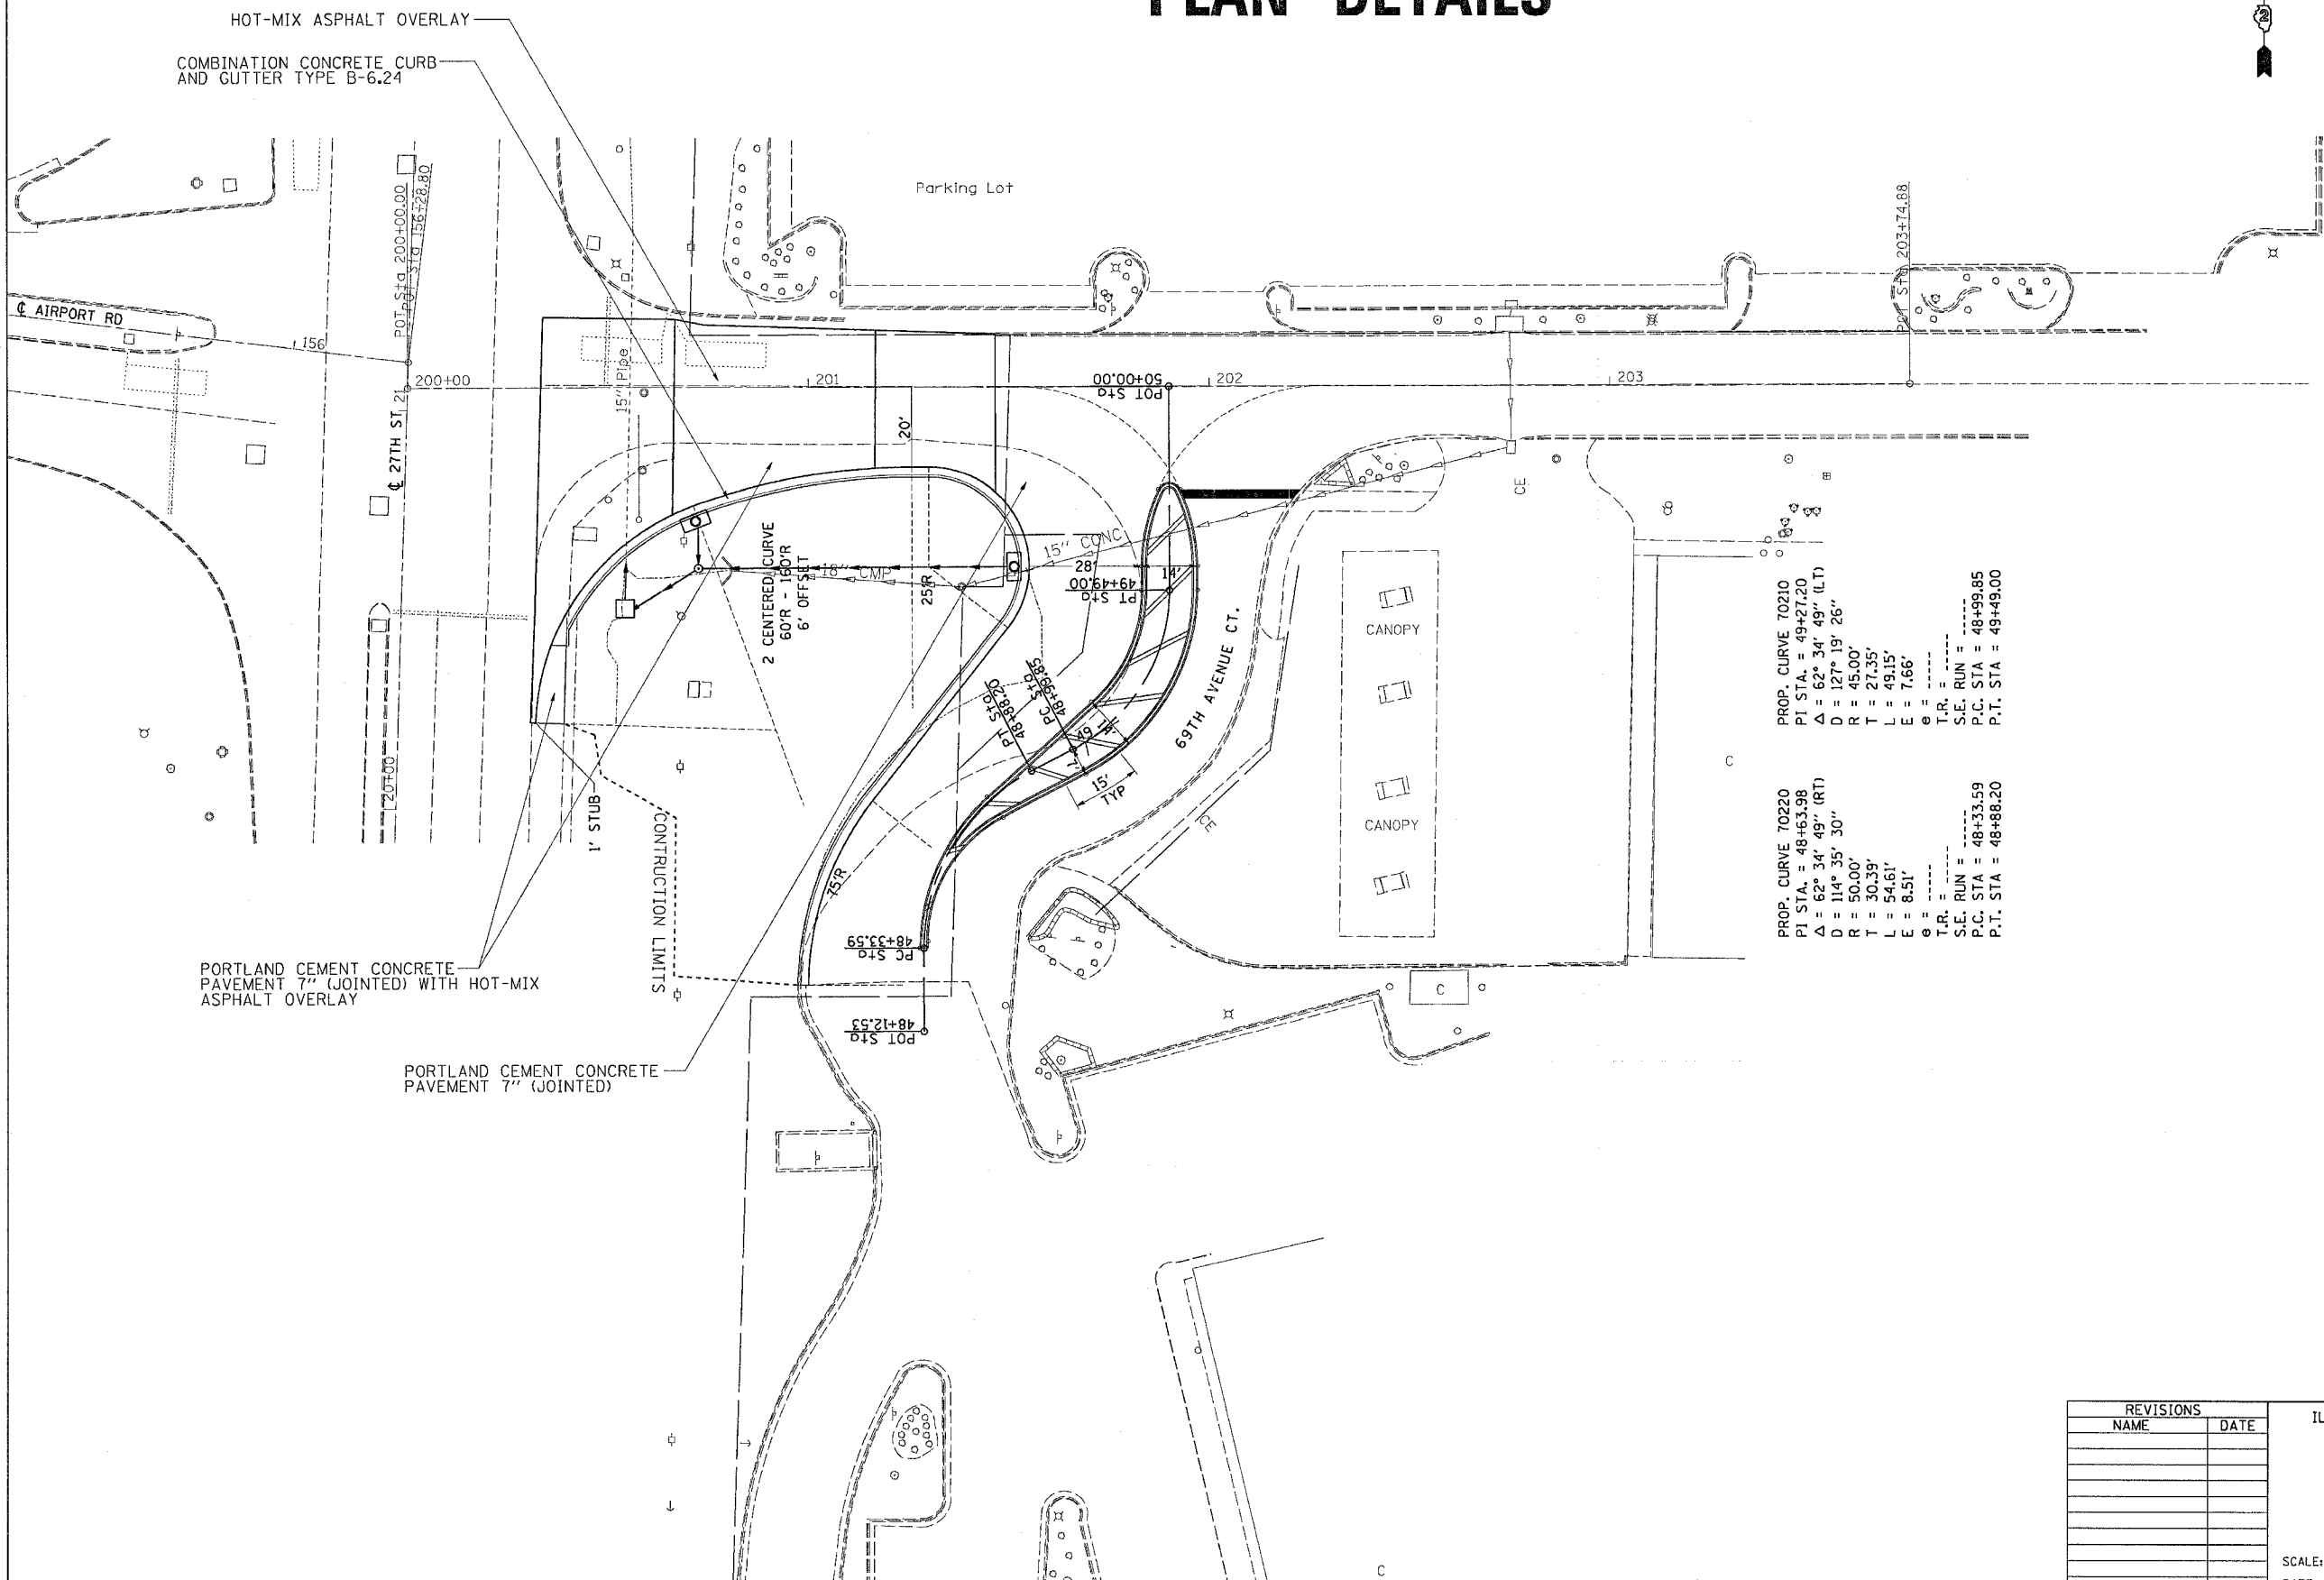 PLAN DETAILS
2
HOT-MIX ASPHALT OVERLAY
COMBINATION CONCRETE CURB
AND GUTTER TYPE B-6.24
Parking Lot
POT Sta 200+00.00
POT Sta 156+28.80
POT Sta 203+74.88
℄ AIRPORT RD
156
200+00
201
202
203
21
℄ 27TH ST
15" Pipe
20'
POT Sta
50+00.00
CE
15" CONC
18" CMP
28'
14'
PT Sta
49+49.00
2 CENTERED CURVE
60'R - 160'R
6' OFFSET
25'R
CANOPY
69TH AVENUE CT.
PT Sta
48+88.20
PC Sta
48+99.85
49
14'
7'
15'
TYP
20+00
1' STUB
CONTRUCTION LIMITS
75'R
CE
CANOPY
C
PC Sta
48+33.59
POT Sta
48+12.53
C
PORTLAND CEMENT CONCRETE
PAVEMENT 7" (JOINTED) WITH HOT-MIX
ASPHALT OVERLAY
PORTLAND CEMENT CONCRETE
PAVEMENT 7" (JOINTED)
PROP. CURVE 70210
PI STA. = 49+27.20
Δ = 62° 34' 49" (LT)
D = 127° 19' 26"
R = 45.00'
T = 27.35'
L = 49.15'
E = 7.66'
e = -----
T.R. = -----
S.E. RUN = -----
P.C. STA = 48+99.85
P.T. STA = 49+49.00
PROP. CURVE 70220
PI STA. = 48+63.98
Δ = 62° 34' 49" (RT)
D = 114° 35' 30"
R = 50.00'
T = 30.39'
L = 54.61'
E = 8.51'
e = -----
T.R. = -----
S.E. RUN = -----
P.C. STA = 48+33.59
P.T. STA = 48+88.20
C
REVISIONS
NAME DATE
IL
SCALE: